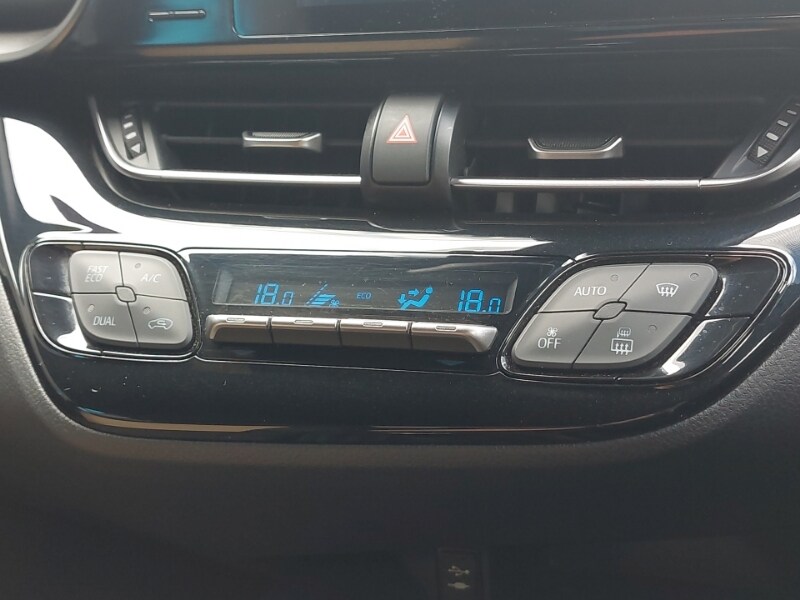 FAST
ECO
A/C
DUAL
18.0
ECO
18.0
AUTO
OFF